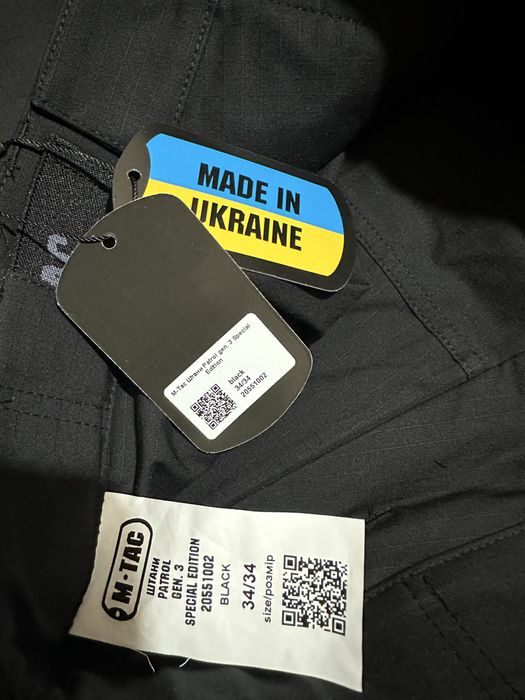 MADE IN
UKRAINE
M-Tac Штани Patrol gen. 3 Special
Edition
black
34/34
20551002
M-TAC
ШТАНИ
PATROL
GEN. 3
SPECIAL EDITION
20551002
BLACK
34/34
size/розмір